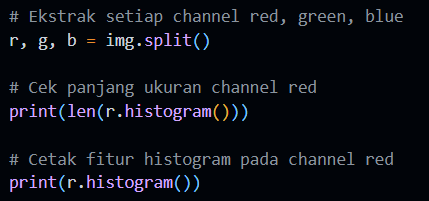 # Ekstrak setiap channel red, green, blue
r, g, b = img.split()
# Cek panjang ukuran channel red
print(len(r.histogram()))
# Cetak fitur histogram pada channel red
print(r.histogram())